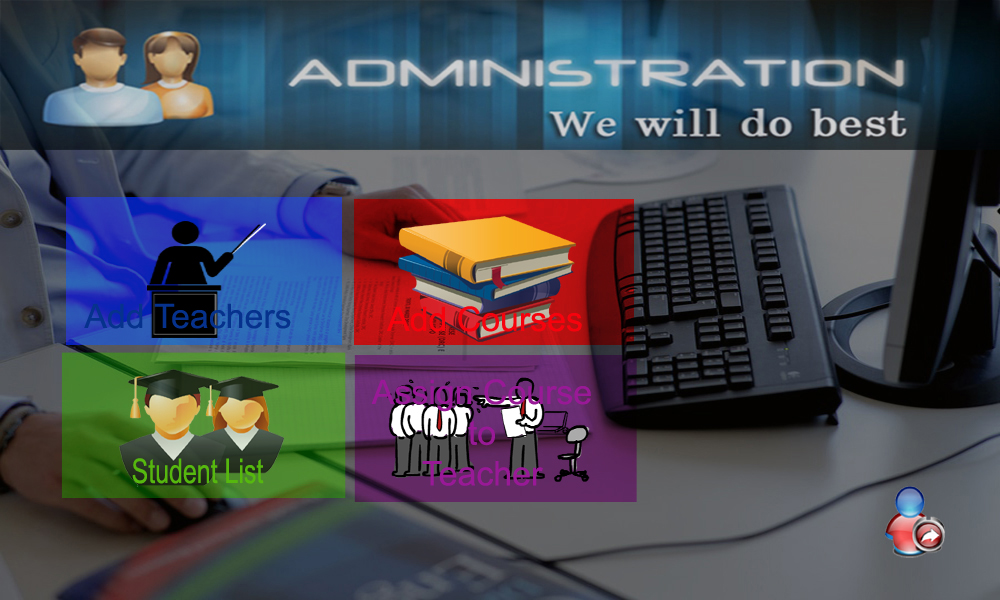 ADMINISTRATION
We will do best
Add Teachers
Add Courses
Student List
Assign Course
to
Teacher